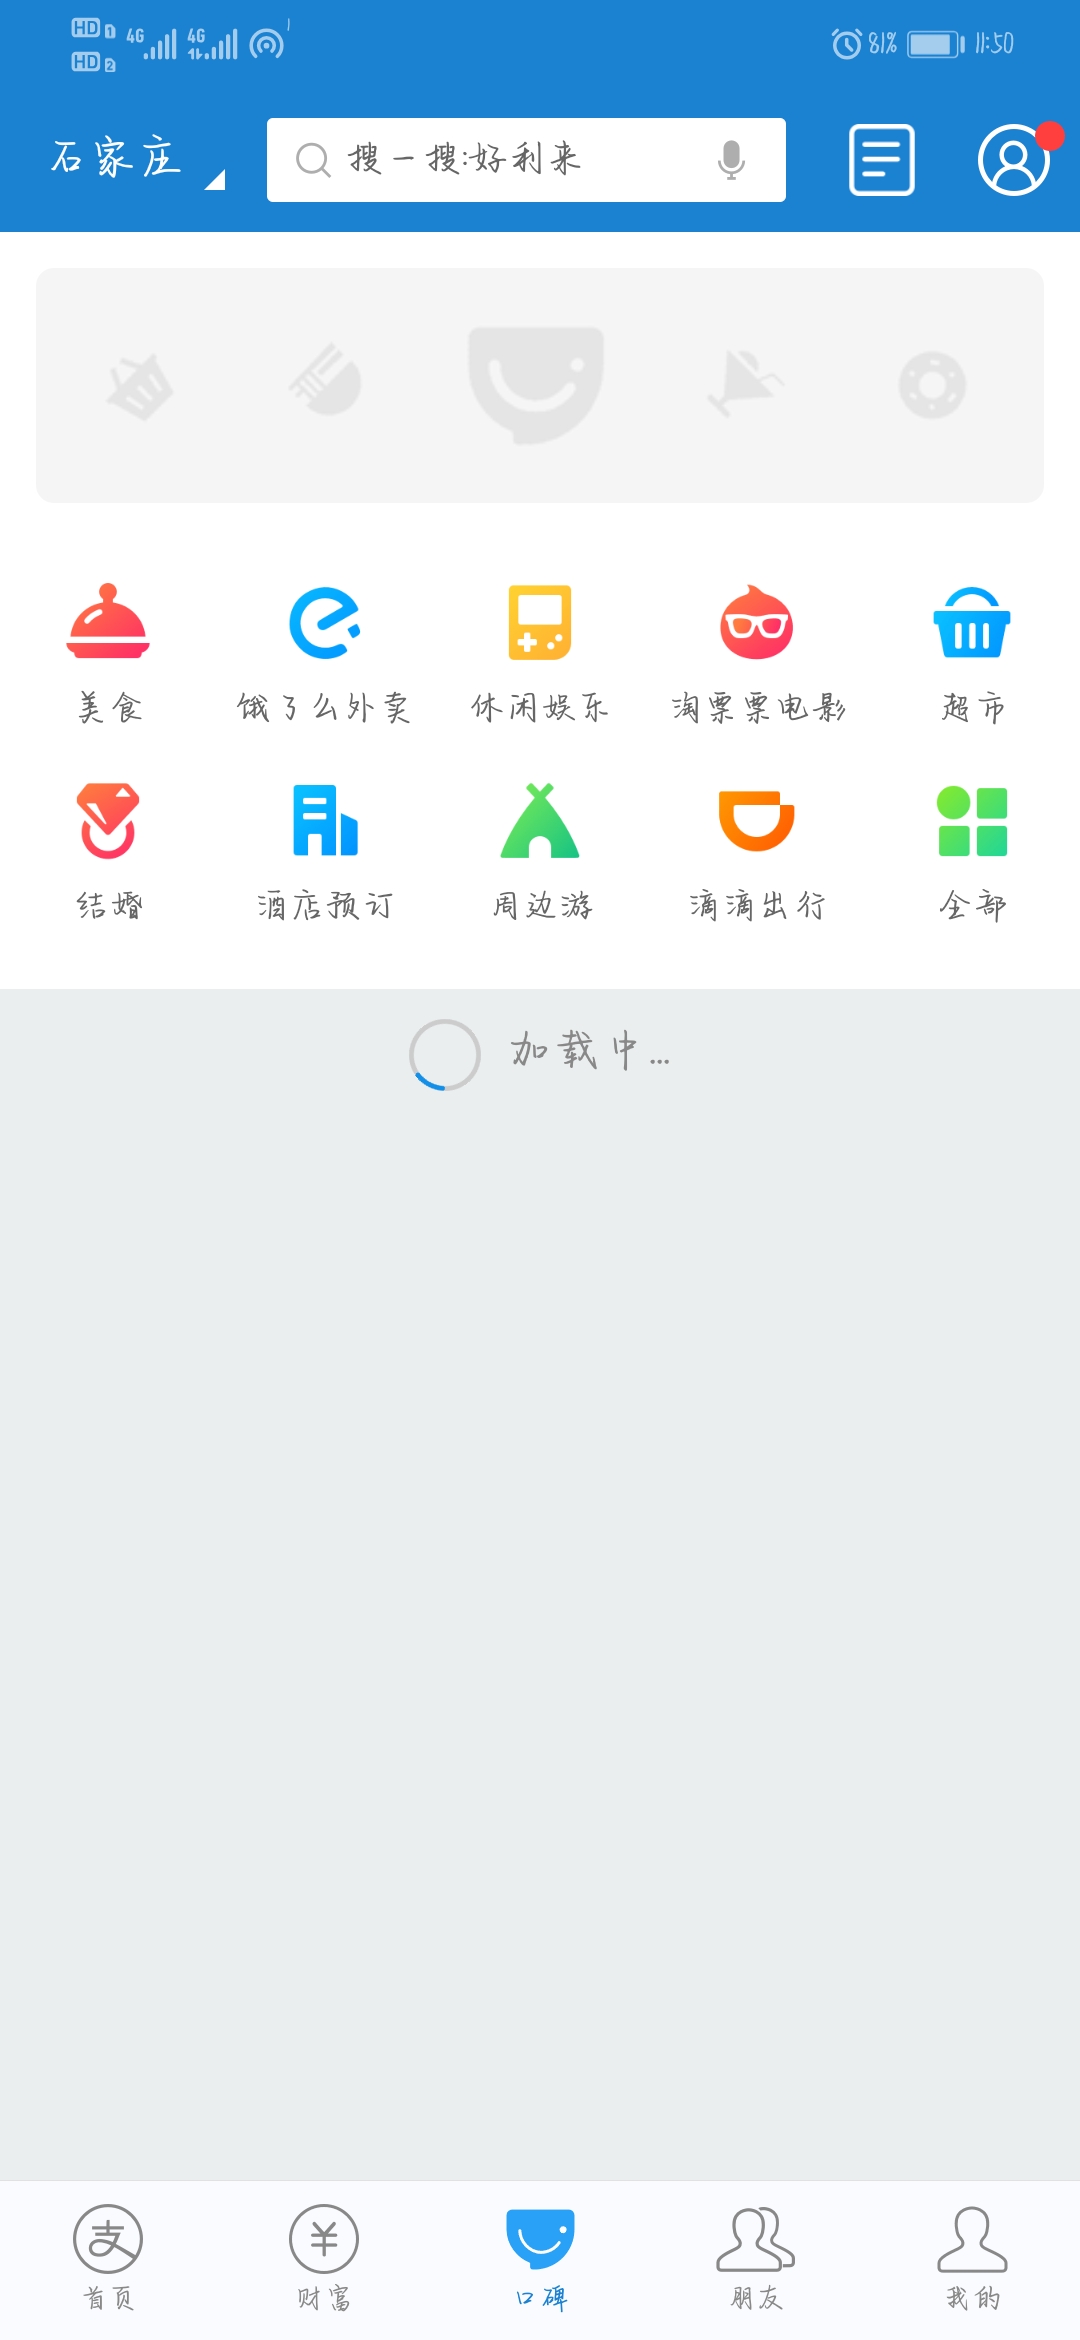 HD 1 4G 4G 81% 11:50
HD 2
石家庄 搜一搜:好利来
美食 饿了么外卖 休闲娱乐 淘票票电影 超市
结婚 酒店预订 周边游 滴滴出行 全部
加载中...
首页 财富 口碑 朋友 我的